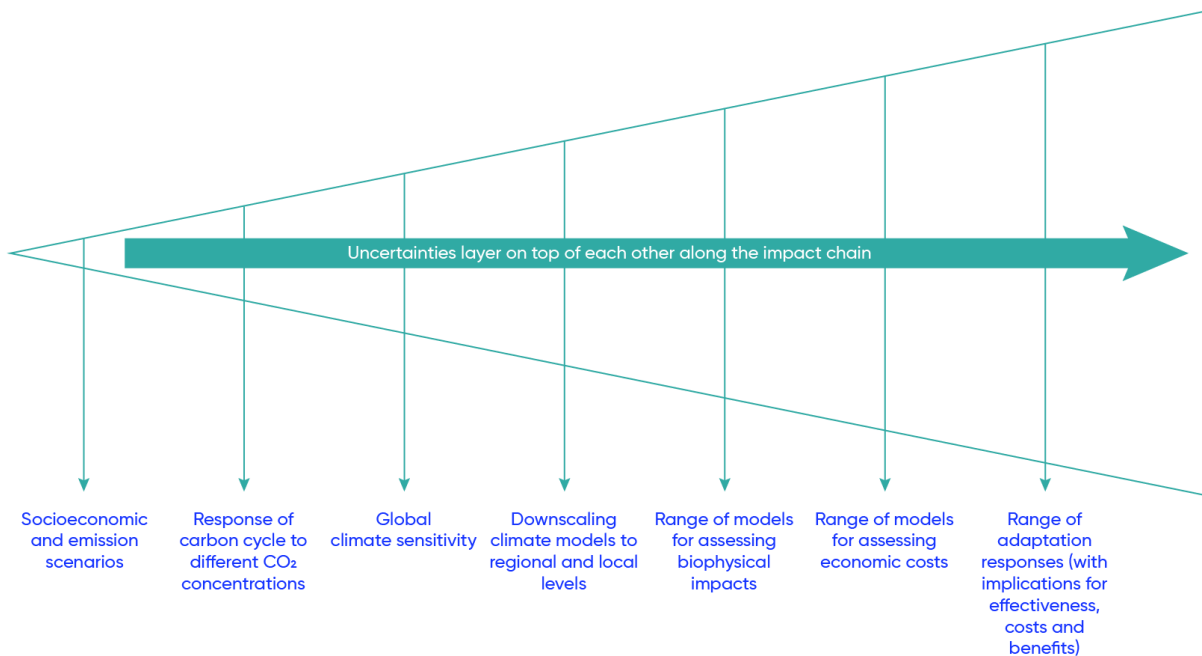 Uncertainties layer on top of each other along the impact chain
Socioeconomic
and emission
scenarios
Response of
carbon cycle to
different CO₂
concentrations
Global
climate sensitivity
Downscaling
climate models to
regional and local
levels
Range of models
for assessing
biophysical
impacts
Range of models
for assessing
economic costs
Range of
adaptation
responses (with
implications for
effectiveness,
costs and
benefits)